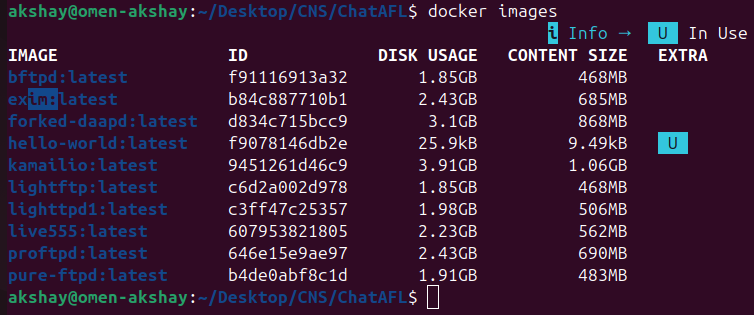 akshay@omen-akshay:~/Desktop/CNS/ChatAFL$ docker images
i Info → U In Use
IMAGE ID DISK USAGE CONTENT SIZE EXTRA
bftpd:latest f91116913a32 1.85GB 468MB
exim:latest b84c887710b1 2.43GB 685MB
forked-daapd:latest d834c715bcc9 3.1GB 868MB
hello-world:latest f9078146db2e 25.9kB 9.49kB U
kamailio:latest 9451261d46c9 3.91GB 1.06GB
lightftp:latest c6d2a002d978 1.85GB 468MB
lighttpd1:latest c3ff47c25357 1.98GB 506MB
live555:latest 607953821805 2.23GB 562MB
proftpd:latest 646e15e9ae97 2.43GB 690MB
pure-ftpd:latest b4de0abf8c1d 1.91GB 483MB
akshay@omen-akshay:~/Desktop/CNS/ChatAFL$